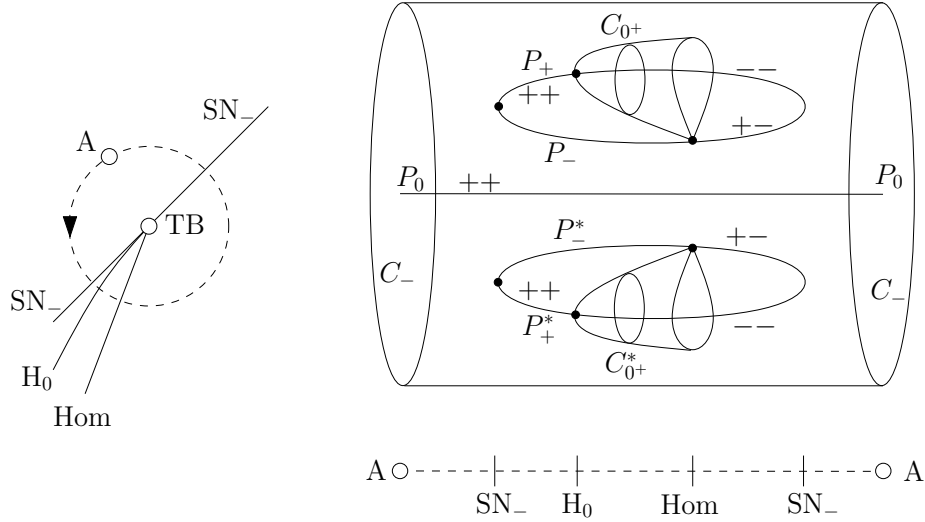 SN₋
A
TB
SN₋
H₀
Hom
C₀⁺
P₊
++
−−
P₋
+−
P₀
++
P₀
P₋*
+−
C₋
++
C₋
P₊*
−−
C₀⁺*
A
A
SN₋
H₀
Hom
SN₋